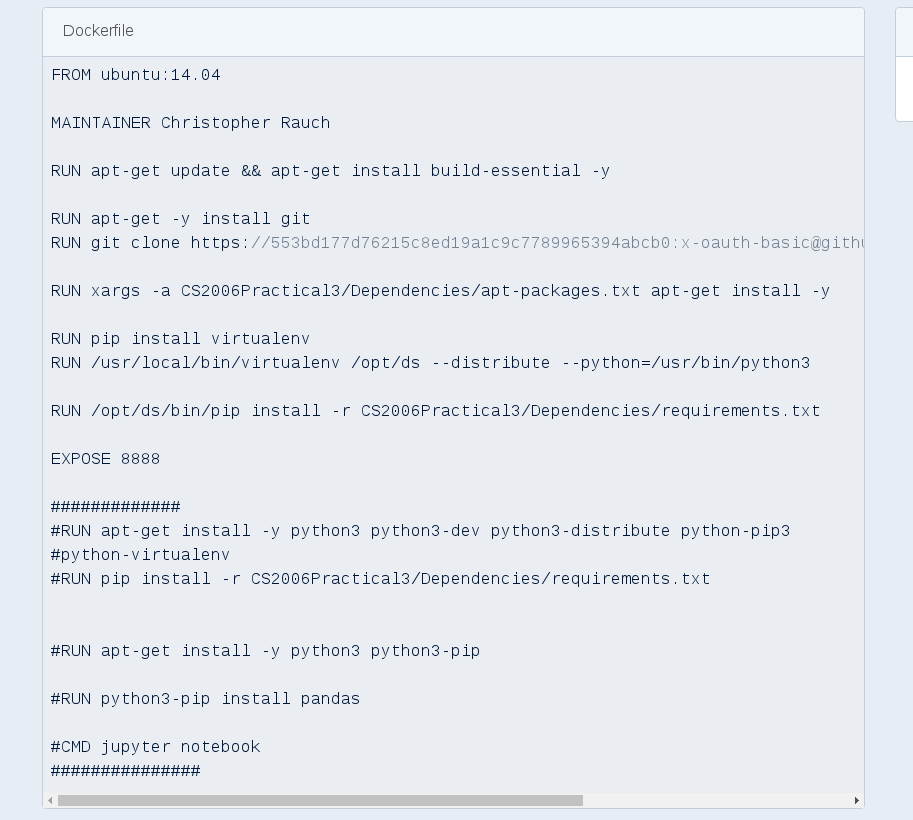 Dockerfile
FROM ubuntu:14.04
MAINTAINER Christopher Rauch
RUN apt-get update && apt-get install build-essential -y
RUN apt-get -y install git
RUN git clone https://553bd177d76215c8ed19a1c9c7789965394abcb0:x-oauth-basic@githu
RUN xargs -a CS2006Practical3/Dependencies/apt-packages.txt apt-get install -y
RUN pip install virtualenv
RUN /usr/local/bin/virtualenv /opt/ds --distribute --python=/usr/bin/python3
RUN /opt/ds/bin/pip install -r CS2006Practical3/Dependencies/requirements.txt
EXPOSE 8888
#############
#RUN apt-get install -y python3 python3-dev python3-distribute python-pip3
#python-virtualenv
#RUN pip install -r CS2006Practical3/Dependencies/requirements.txt
#RUN apt-get install -y python3 python3-pip
#RUN python3-pip install pandas
#CMD jupyter notebook
###############